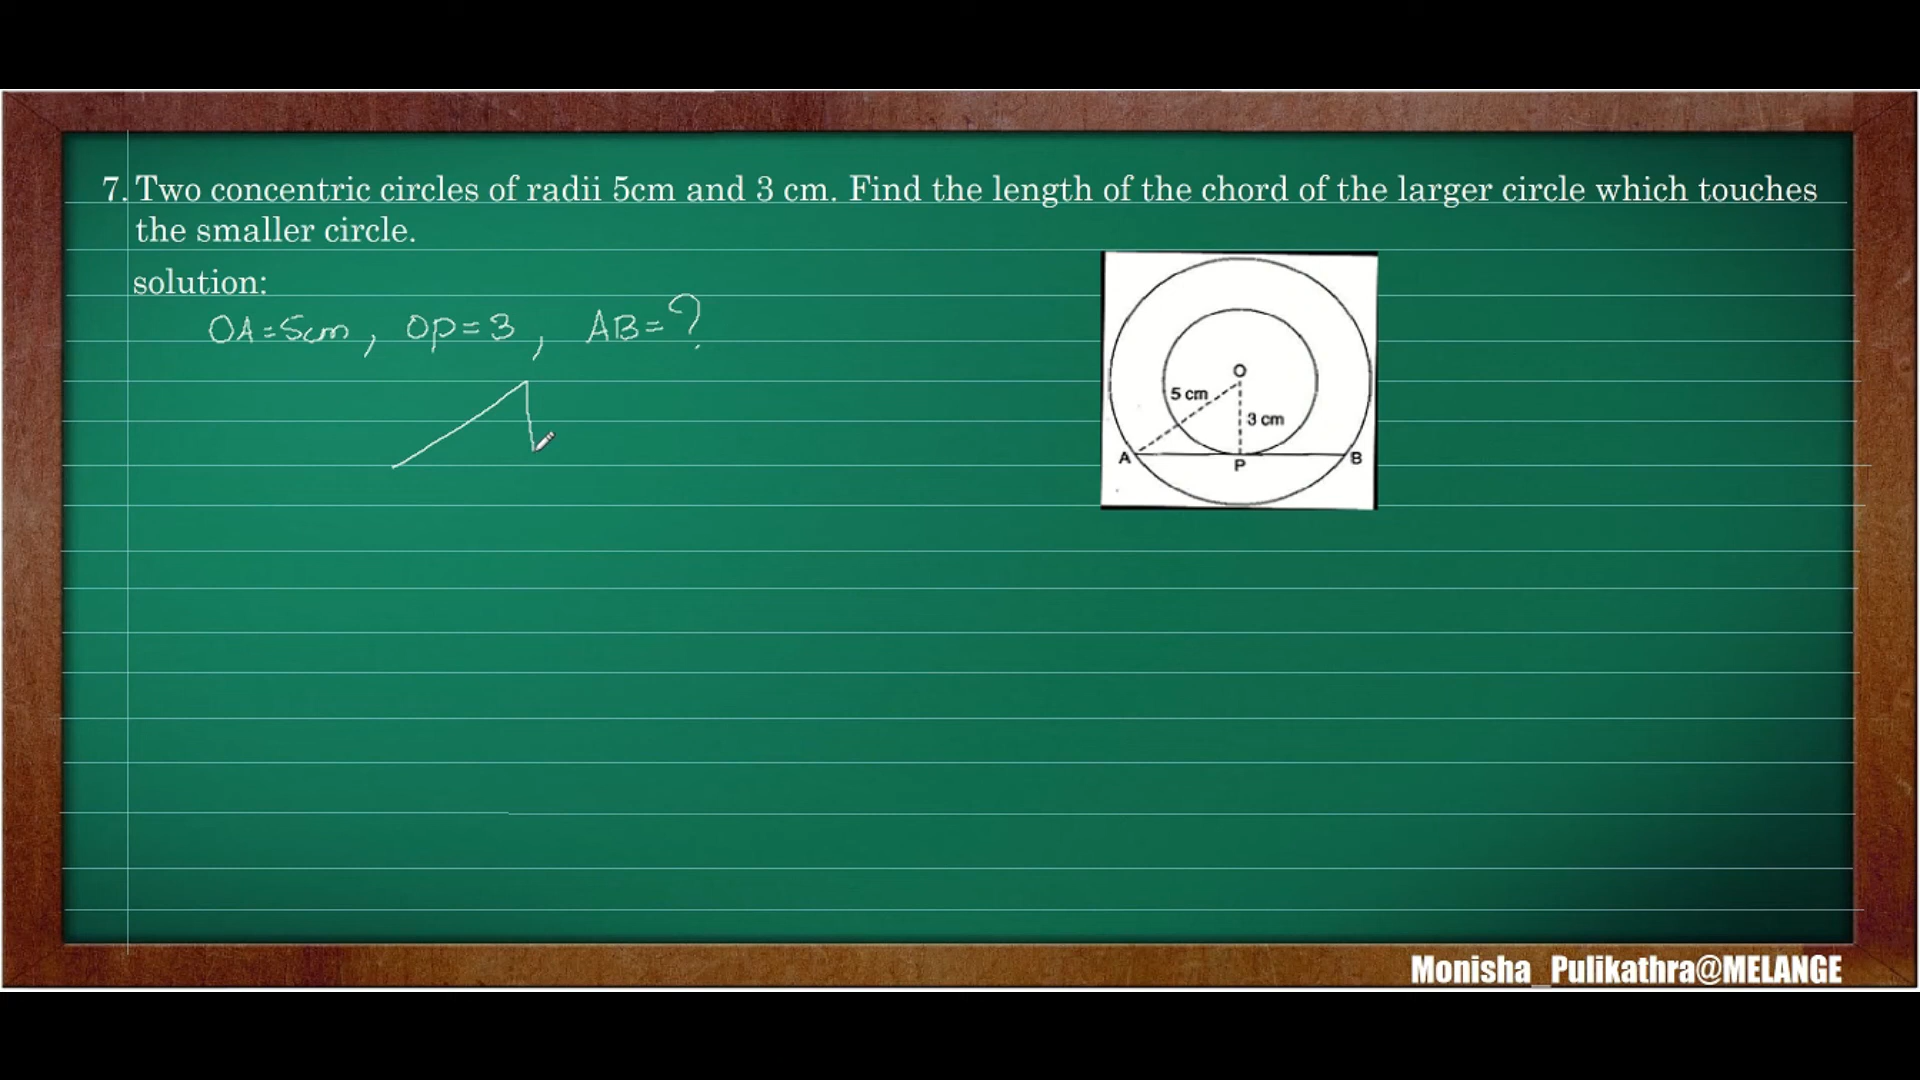 7. Two concentric circles of radii 5cm and 3 cm. Find the length of the chord of the larger circle which touches
the smaller circle.
solution:
OA=5cm, OP=3, AB=?
O
5 cm
3 cm
A
P
B
Monisha_Pulikathra@MELANGE